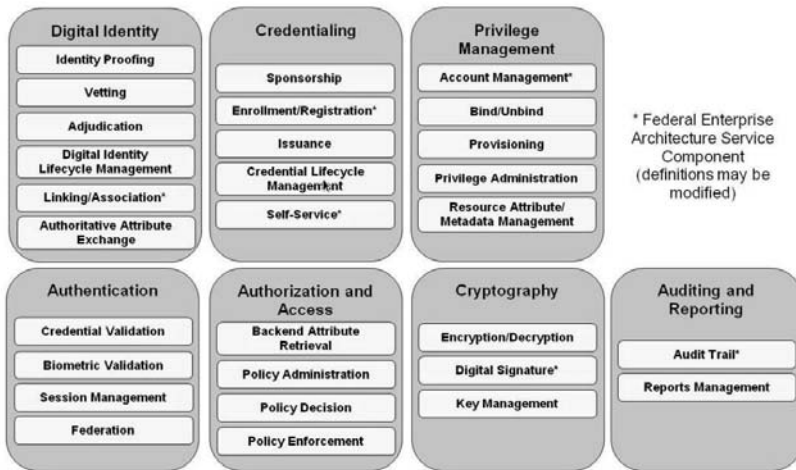 Digital Identity
Identity Proofing
Vetting
Adjudication
Digital Identity
Lifecycle Management
Linking/Association*
Authoritative Attribute
Exchange
Credentialing
Sponsorship
Enrollment/Registration*
Issuance
Credential Lifecycle
Management
Self-Service*
Privilege
Management
Account Management*
Bind/Unbind
Provisioning
Privilege Administration
Resource Attribute/
Metadata Management
* Federal Enterprise
Architecture Service
Component
(definitions may be
modified)
Authentication
Credential Validation
Biometric Validation
Session Management
Federation
Authorization and
Access
Backend Attribute
Retrieval
Policy Administration
Policy Decision
Policy Enforcement
Cryptography
Encryption/Decryption
Digital Signature*
Key Management
Auditing and
Reporting
Audit Trail*
Reports Management